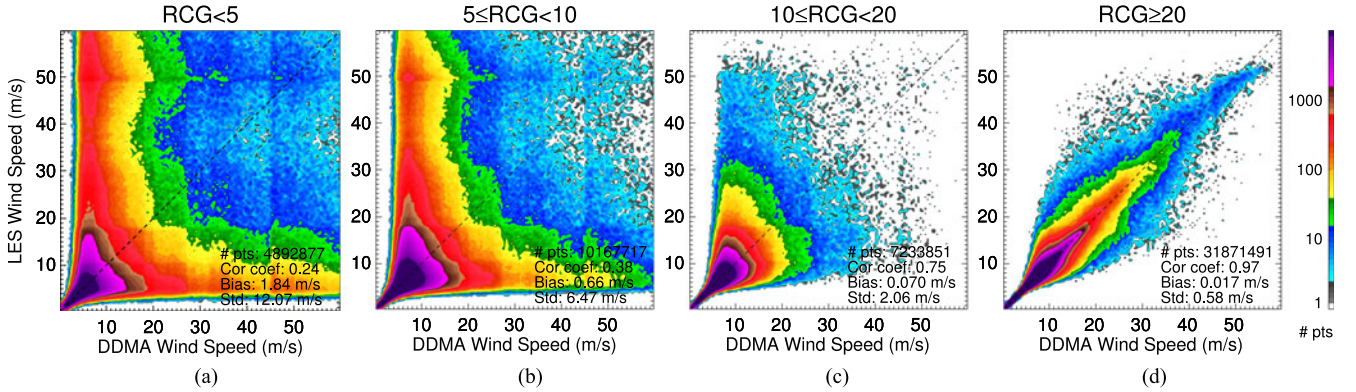 RCG<5
5≤RCG<10
10≤RCG<20
RCG≥20
LES Wind Speed (m/s)
50
40
30
20
10
# pts: 4892877
Cor coef: 0.24
Bias: 1.84 m/s
Std: 12.07 m/s
10 20 30 40 50
DDMA Wind Speed (m/s)
(a)
50
40
30
20
10
# pts: 10167717
Cor coef: 0.38
Bias: 0.66 m/s
Std: 6.47 m/s
10 20 30 40 50
DDMA Wind Speed (m/s)
(b)
50
40
30
20
10
# pts: 7233851
Cor coef: 0.75
Bias: 0.070 m/s
Std: 2.06 m/s
10 20 30 40 50
DDMA Wind Speed (m/s)
(c)
50
40
30
20
10
# pts: 31871491
Cor coef: 0.97
Bias: 0.017 m/s
Std: 0.58 m/s
10 20 30 40 50
DDMA Wind Speed (m/s)
(d)
1000
100
10
1
# pts